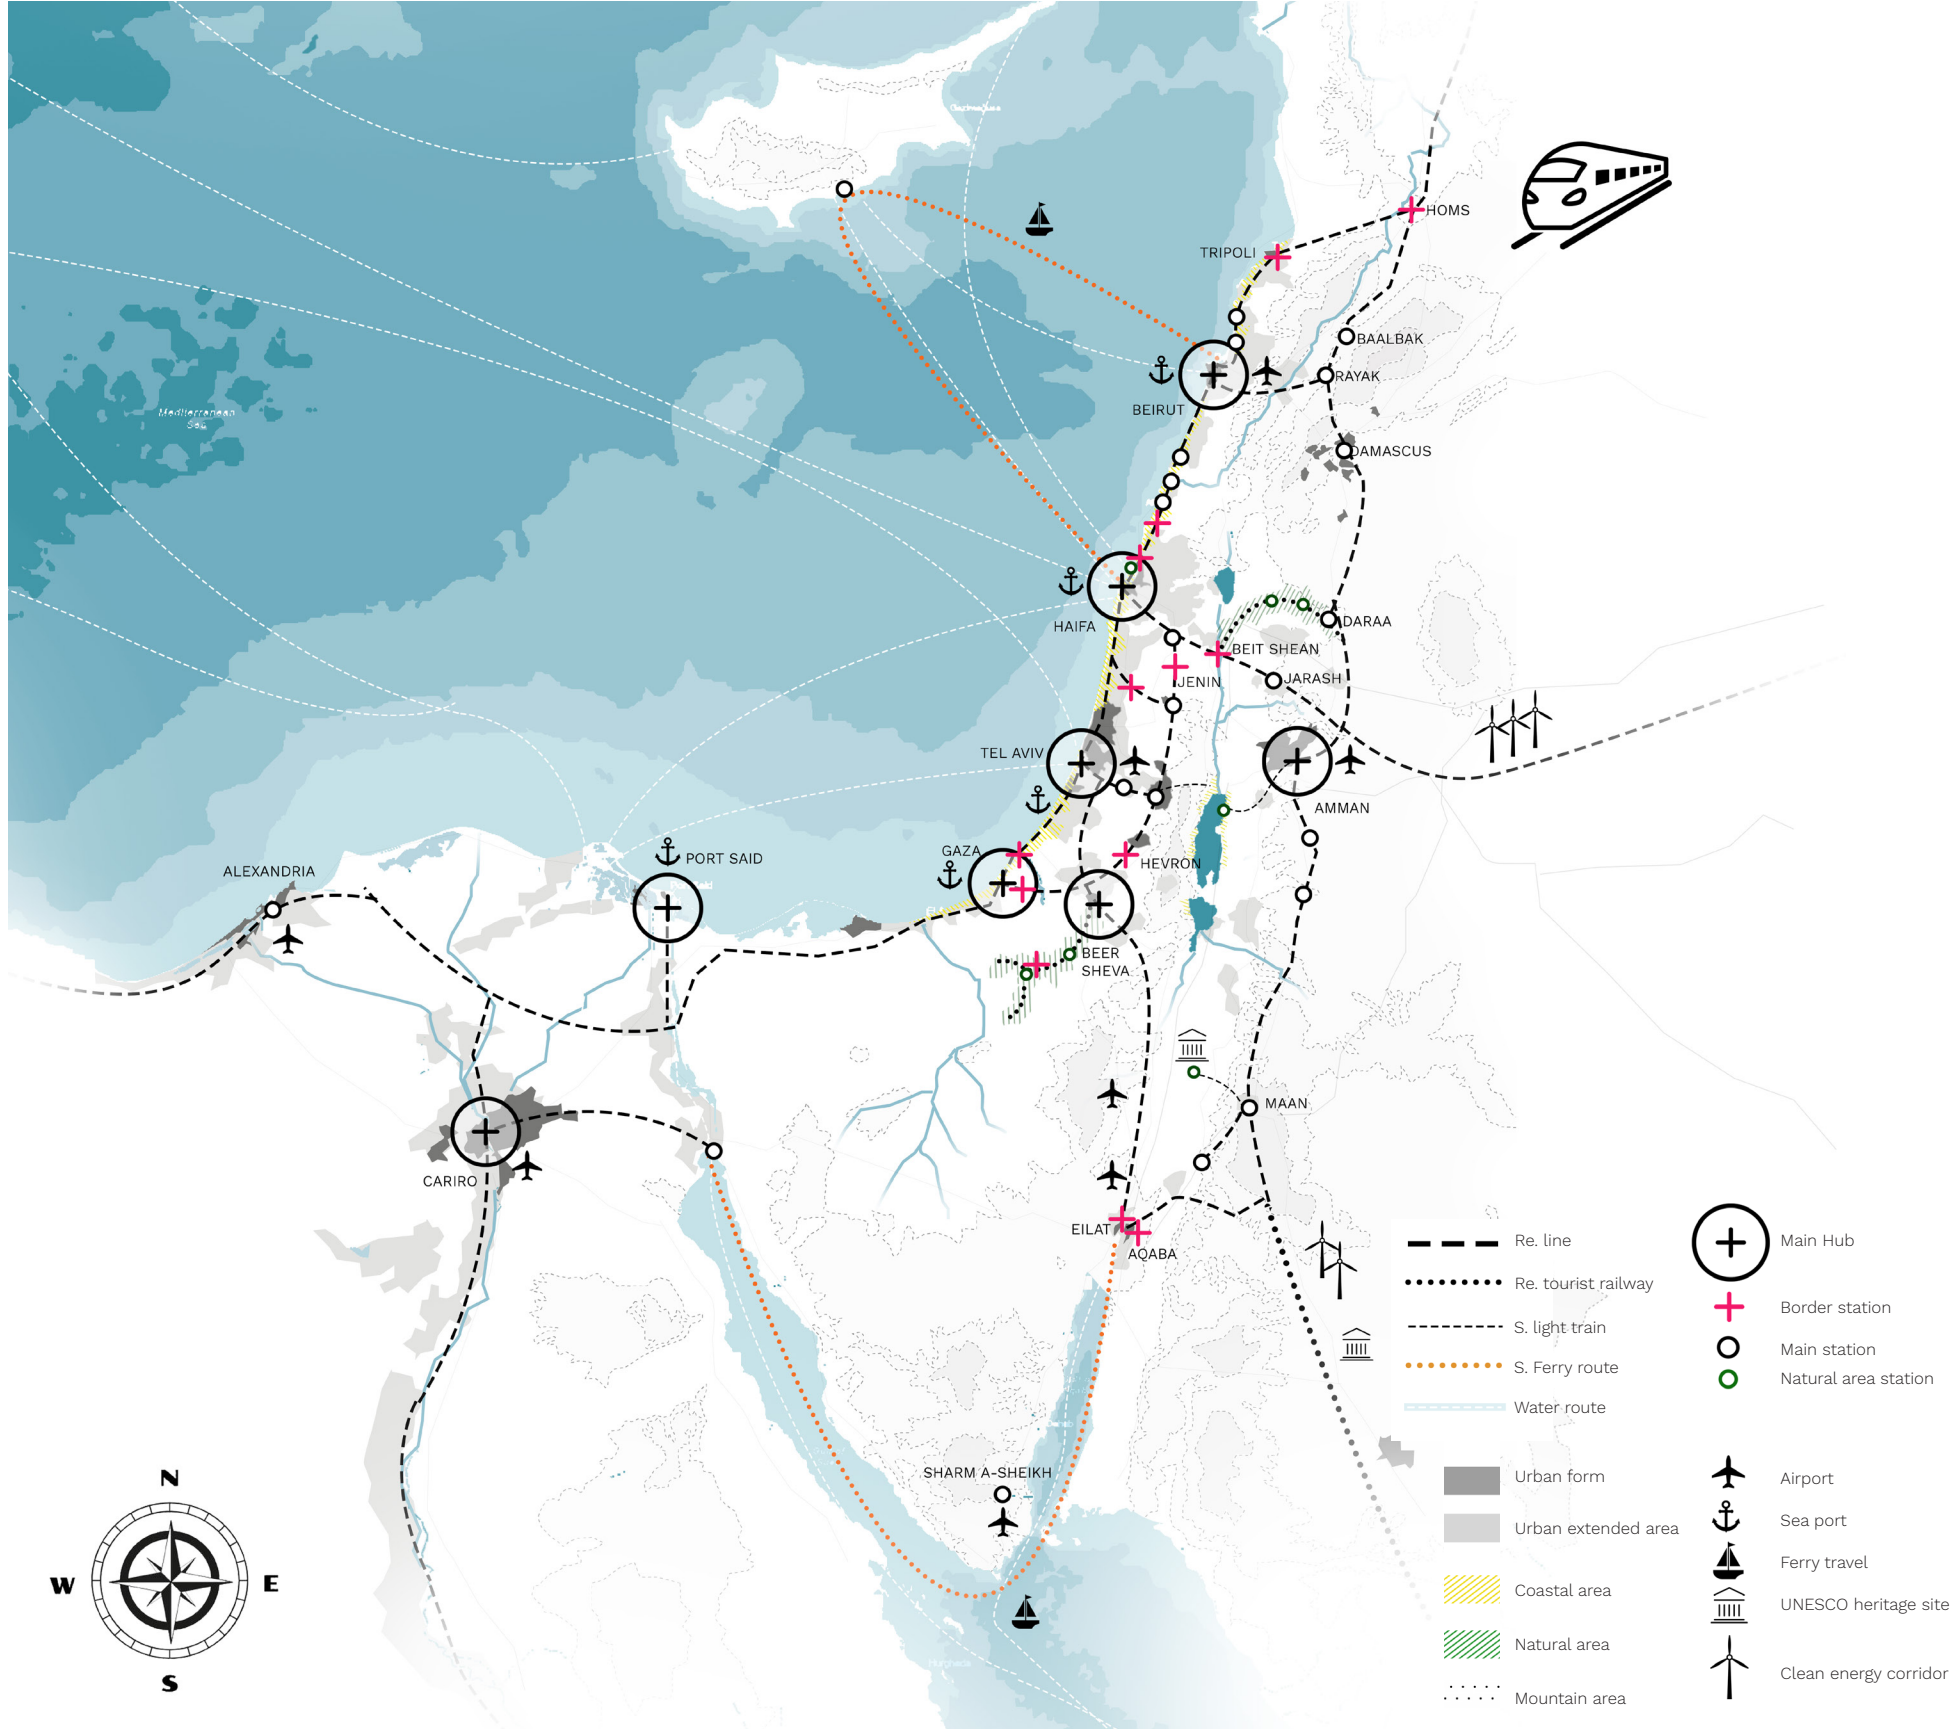 HOMS
TRIPOLI
BAALBAK
RAYAK
BEIRUT
Mediterranean
Sea
DAMASCUS
HAIFA
DARAA
BEIT SHEAN
JENIN
JARASH
TEL AVIV
AMMAN
GAZA
PORT SAID
HEVRON
ALEXANDRIA
BEER
SHEVA
MAAN
CARIRO
EILAT
AQABA
SHARM A-SHEIKH
N
W
E
S
Re. line
Re. tourist railway
S. light train
S. Ferry route
Water route
Urban form
Urban extended area
Coastal area
Natural area
Mountain area
Main Hub
Border station
Main station
Natural area station
Airport
Sea port
Ferry travel
UNESCO heritage site
Clean energy corridor